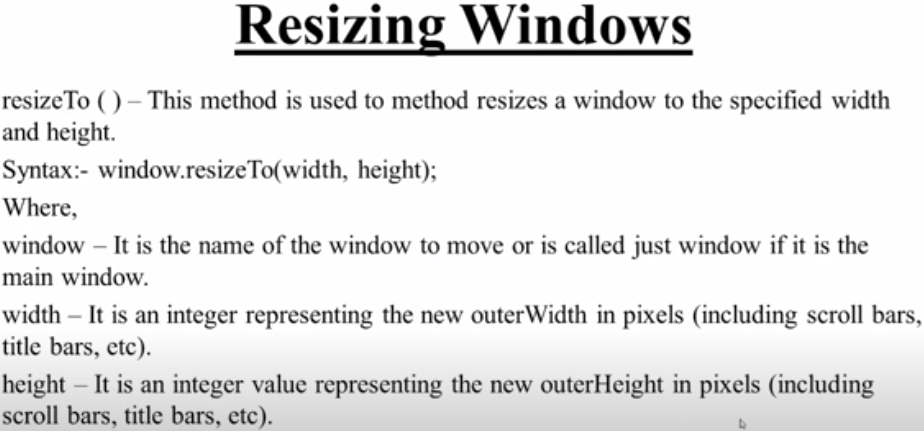 Resizing Windows
resizeTo ( ) – This method is used to method resizes a window to the specified width
and height.
Syntax:- window.resizeTo(width, height);
Where,
window – It is the name of the window to move or is called just window if it is the
main window.
width – It is an integer representing the new outerWidth in pixels (including scroll bars,
title bars, etc).
height – It is an integer value representing the new outerHeight in pixels (including
scroll bars, title bars, etc).